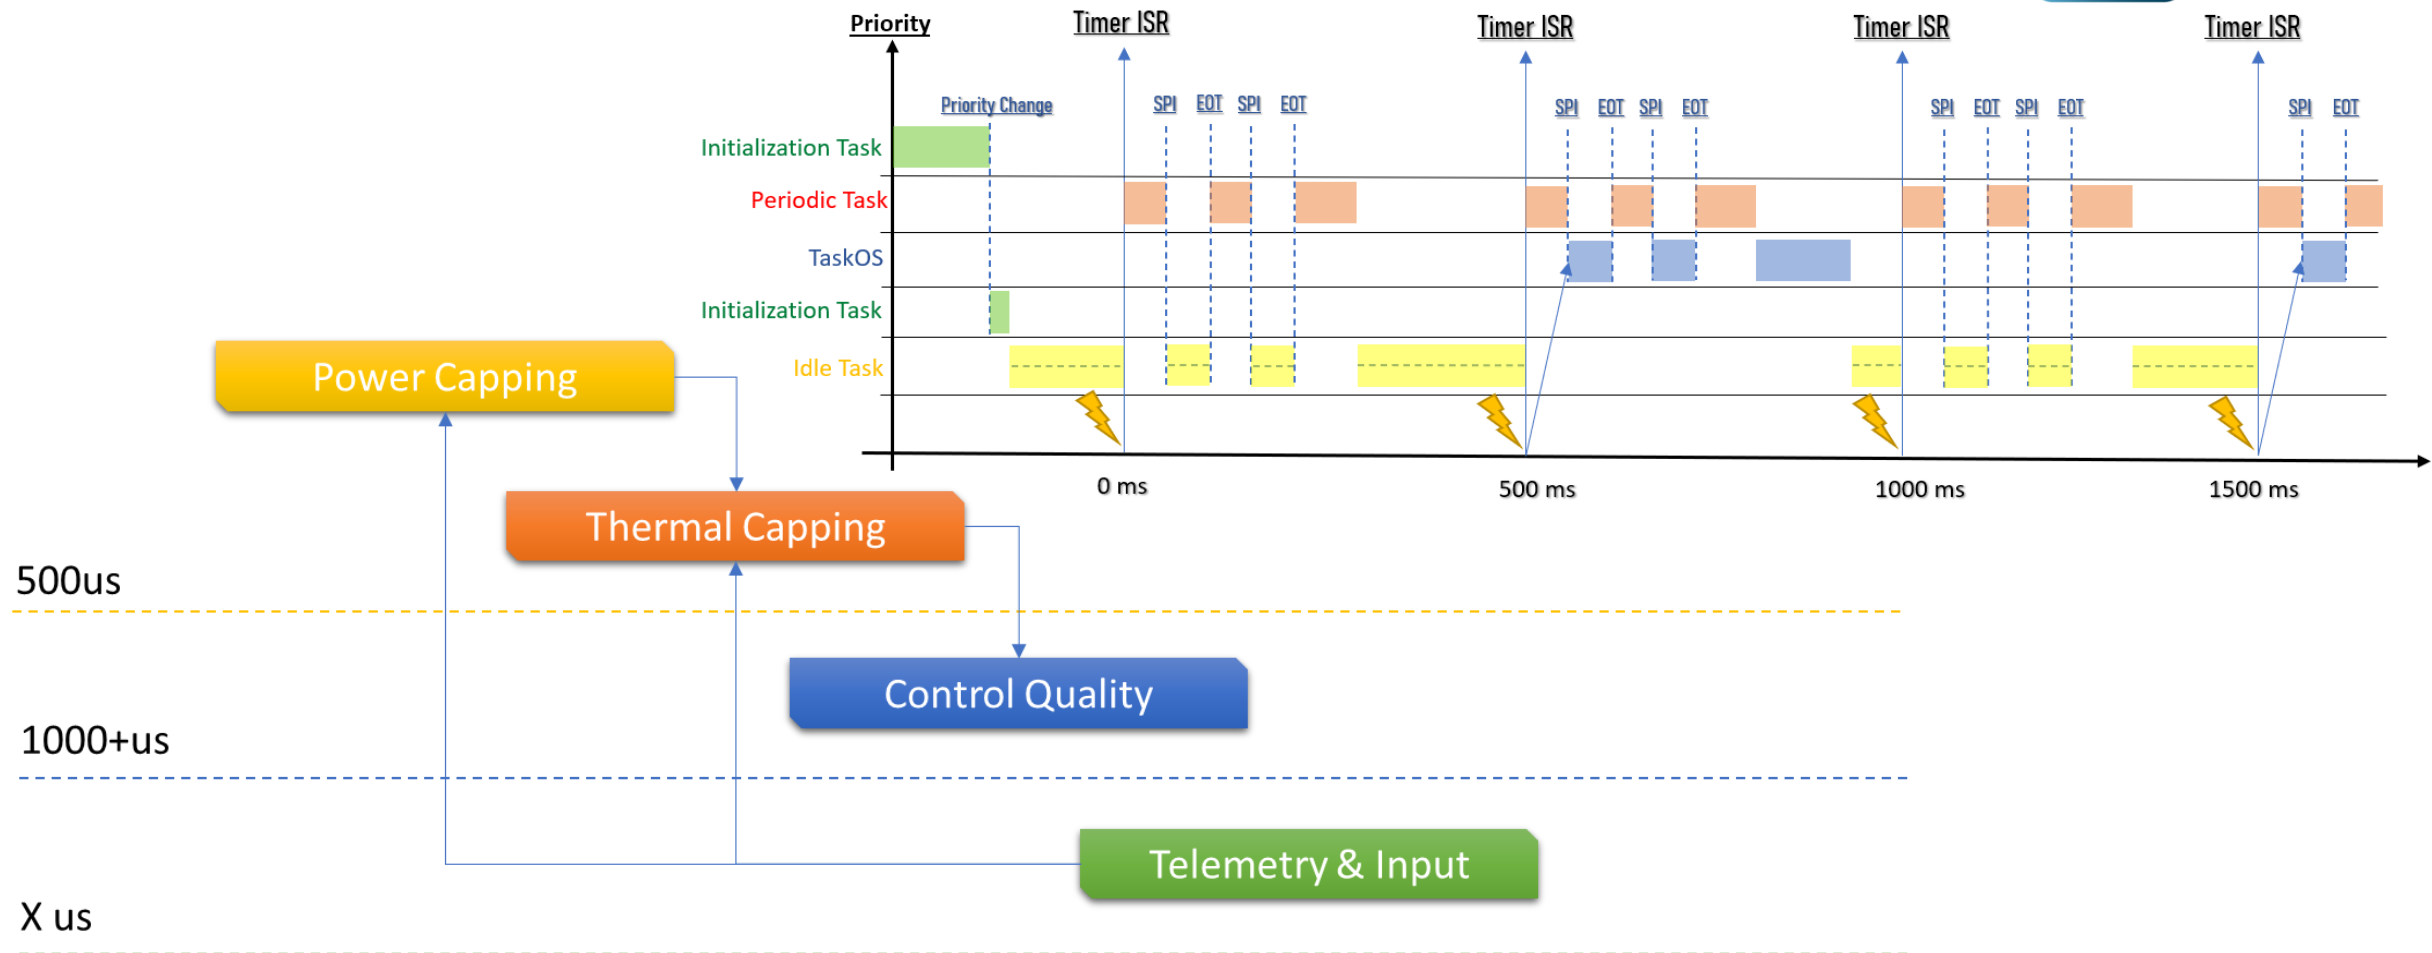 Priority
Timer ISR
Timer ISR
Timer ISR
Timer ISR
Priority Change
SPI
EOT
SPI
EOT
SPI
EOT
SPI
EOT
SPI
EOT
SPI
EOT
SPI
EOT
Initialization Task
Periodic Task
TaskOS
Initialization Task
Idle Task
0 ms
500 ms
1000 ms
1500 ms
Power Capping
Thermal Capping
500us
Control Quality
1000+us
Telemetry & Input
X us